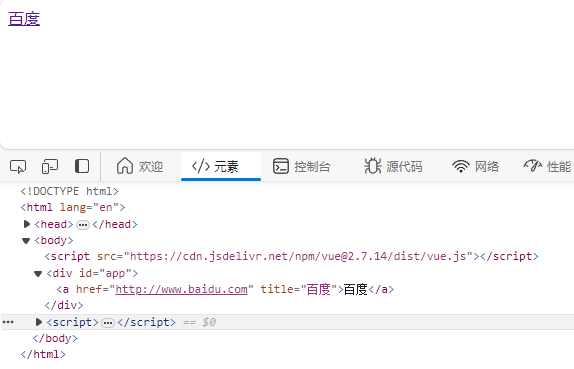 百度
欢迎 元素 控制台 源代码 网络 性能
<!DOCTYPE html>
<html lang="en">
<head>⋯</head>
<body>
<script src="https://cdn.jsdelivr.net/npm/vue@2.7.14/dist/vue.js"></script>
<div id="app">
<a href="http://www.baidu.com" title="百度">百度</a>
</div>
⋯ <script>⋯</script> == $0
</body>
</html>